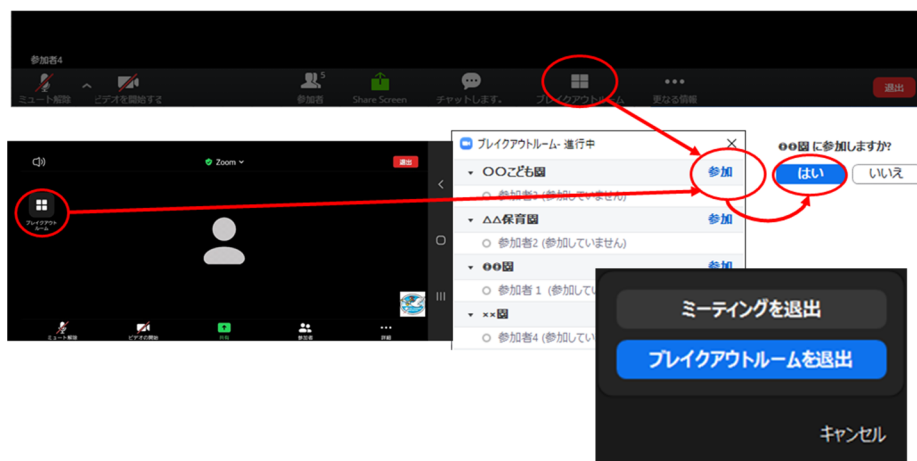 参加者4
ミュート解除
ビデオを開始する
5
参加者
Share Screen
チャットします。
ブレイクアウトルーム
更なる情報
退出
Zoom
退出
ブレイクアウト
ルーム
ミュート解除
ビデオの開始
共有
参加者
詳細
ブレイクアウトルーム- 進行中
〇〇こども園
参加
参加者3 (参加していません)
△△保育園
参加
参加者2 (参加していません)
❶❶園
参加
参加者 1 (参加してい
××園
参加者4 (参加してい
❶❶園 に参加しますか?
はい
いいえ
ミーティングを退出
ブレイクアウトルームを退出
キャンセル